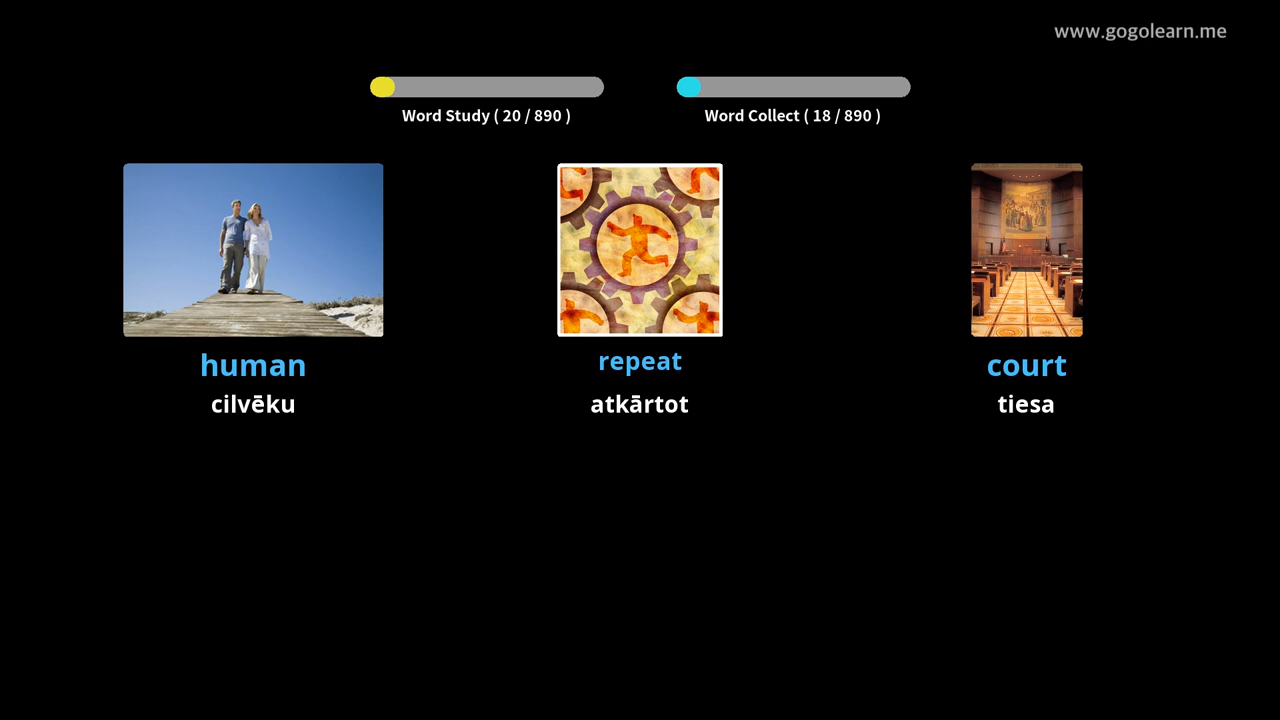 www.gogolearn.me
Word Study ( 20 / 890 )
Word Collect ( 18 / 890 )
human
repeat
court
cilvēku
atkārtot
tiesa